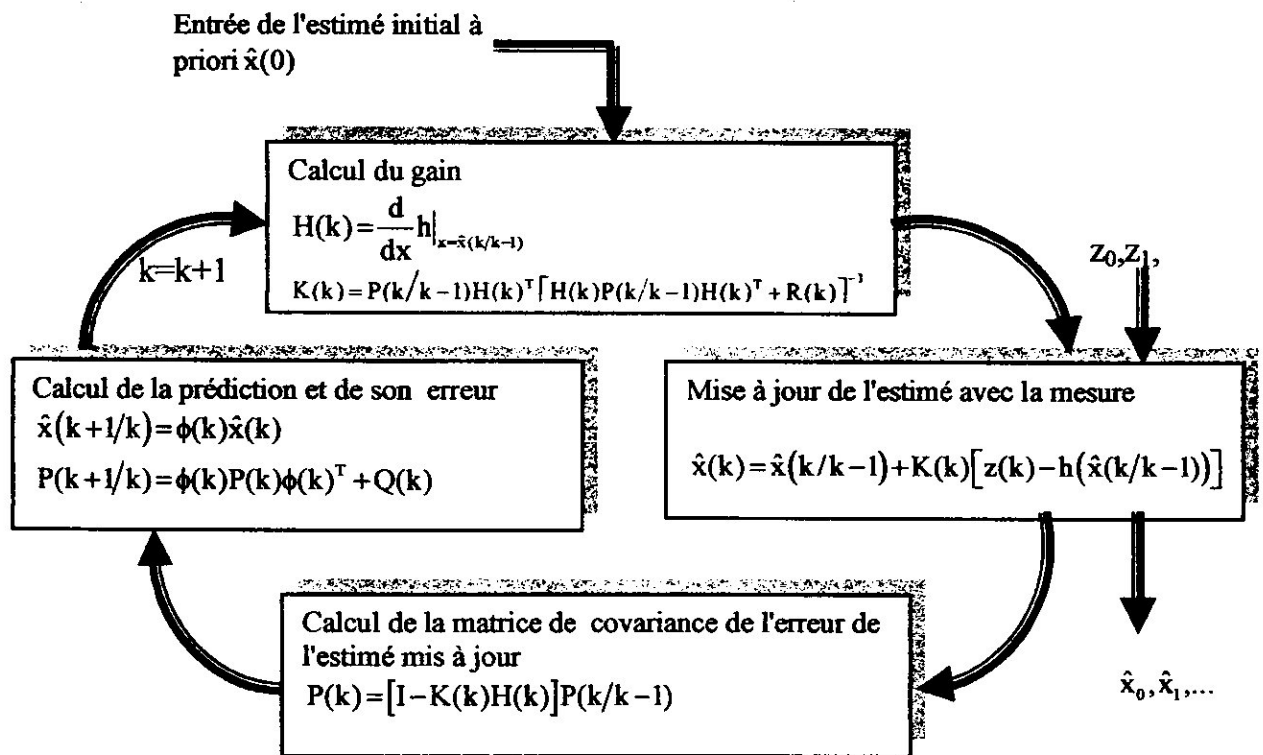 Entrée de l'estimé initial à
priori x̂(0)
Calcul du gain
H(k)=d/dx h|x=x̂(k/k−1)
K(k)=P(k/k−1)H(k)ᵀ[H(k)P(k/k−1)H(k)ᵀ+R(k)]⁻¹
k=k+1
z₀,z₁,
Calcul de la prédiction et de son erreur
x̂(k+1/k)=ϕ(k)x̂(k)
P(k+1/k)=ϕ(k)P(k)ϕ(k)ᵀ+Q(k)
Mise à jour de l'estimé avec la mesure
x̂(k)=x̂(k/k−1)+K(k)[z(k)−h(x̂(k/k−1))]
Calcul de la matrice de covariance de l'erreur de
l'estimé mis à jour
P(k)=[I−K(k)H(k)]P(k/k−1)
x̂₀,x̂₁,...